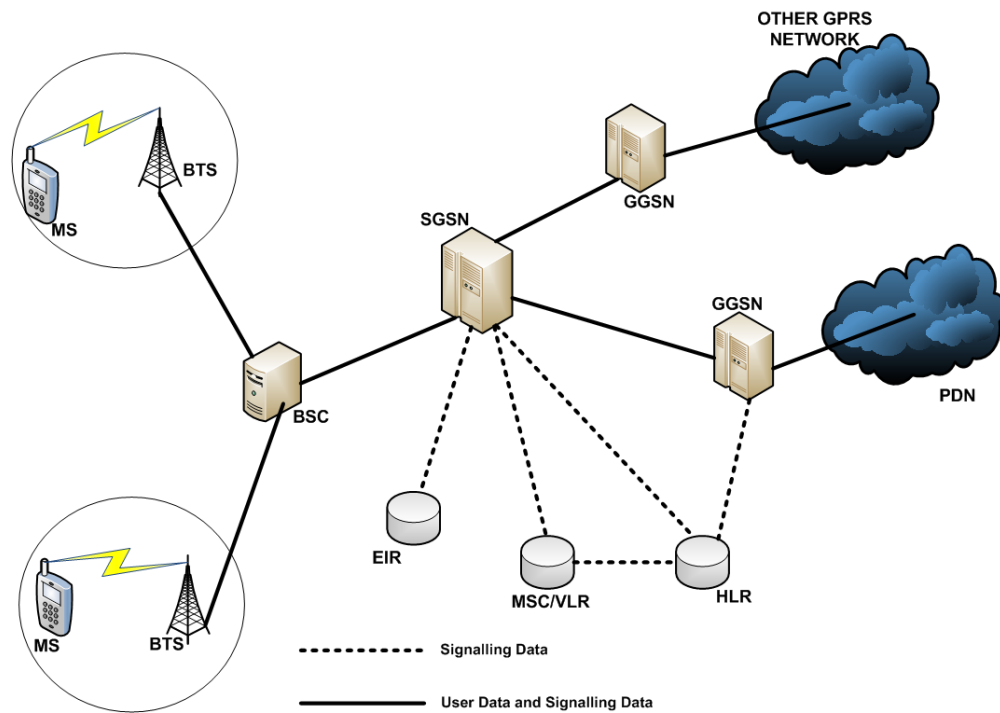 OTHER GPRS
NETWORK
BTS
MS
GGSN
SGSN
GGSN
PDN
BSC
EIR
MSC/VLR
HLR
MS
BTS
Signalling Data
User Data and Signalling Data